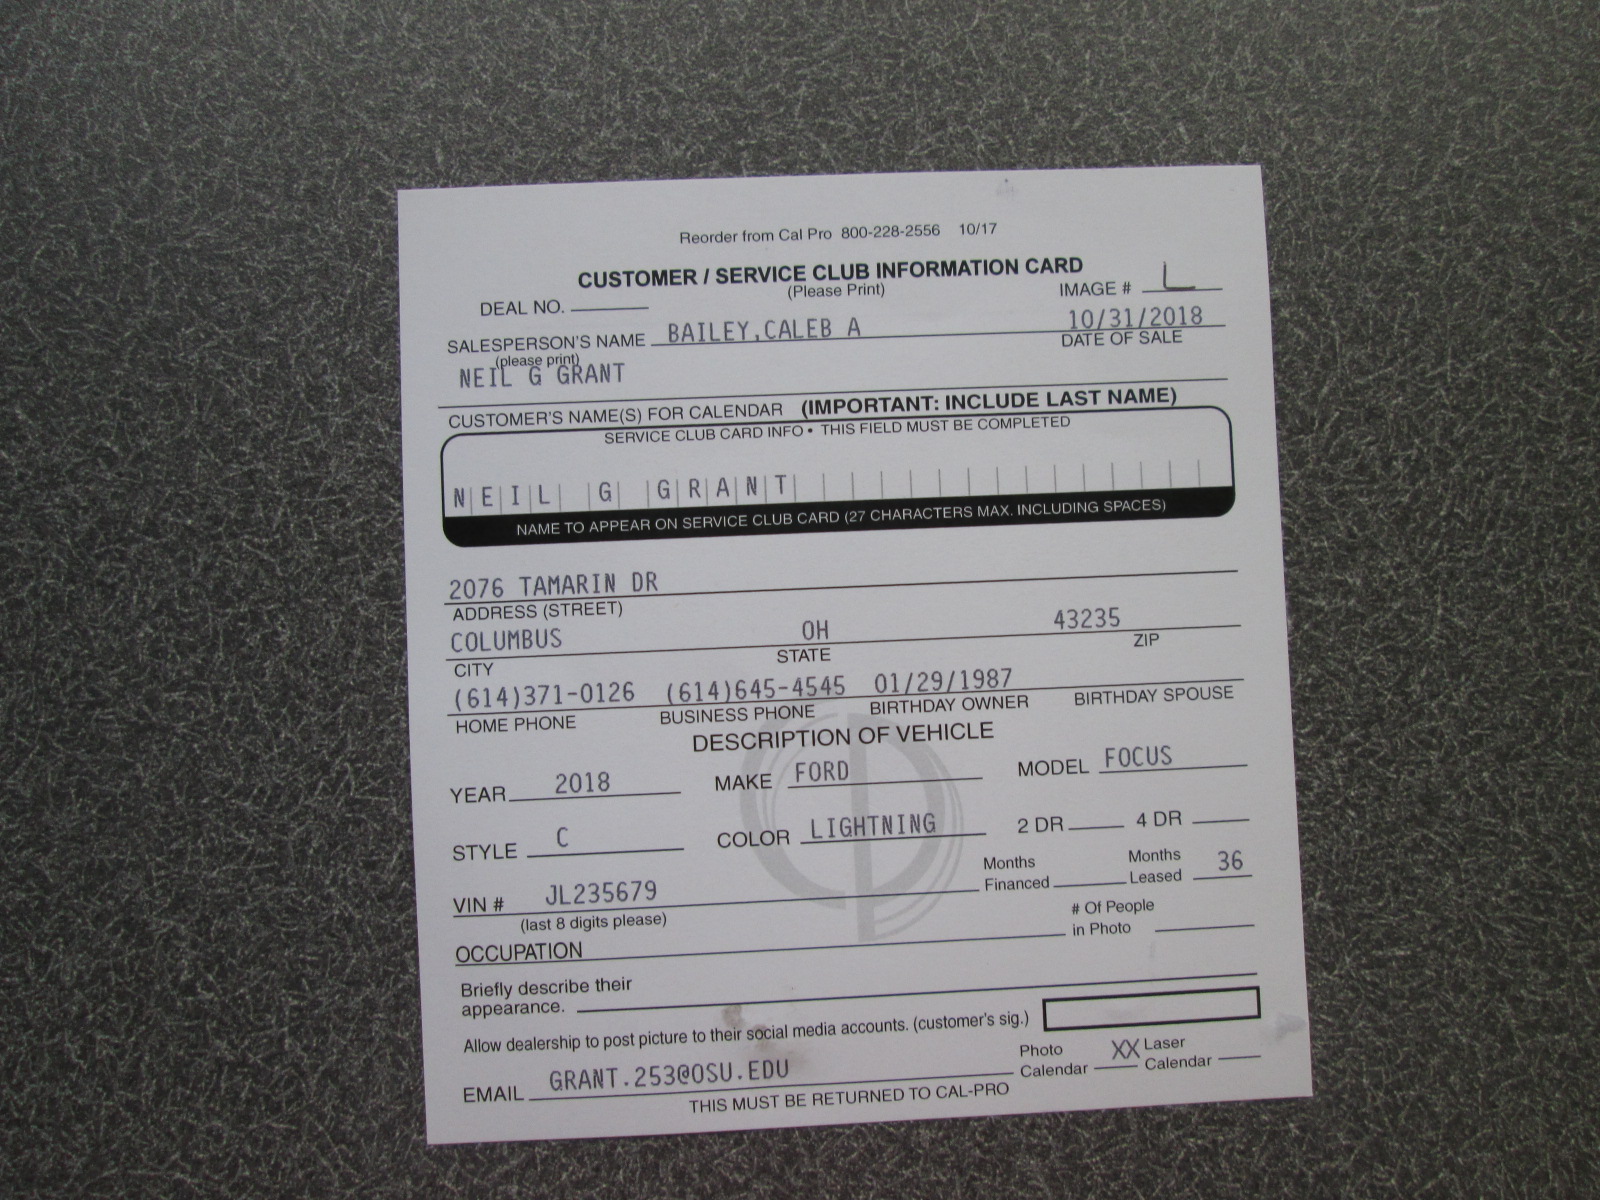 Reorder from Cal Pro 800-228-2556 10/17
CUSTOMER / SERVICE CLUB INFORMATION CARD
(Please Print)
DEAL NO. IMAGE # L
SALESPERSON'S NAME BAILEY,CALEB A 10/31/2018
(please print) DATE OF SALE
NEIL G GRANT
CUSTOMER'S NAME(S) FOR CALENDAR (IMPORTANT: INCLUDE LAST NAME)
SERVICE CLUB CARD INFO • THIS FIELD MUST BE COMPLETED
NEIL G GRANT
NAME TO APPEAR ON SERVICE CLUB CARD (27 CHARACTERS MAX. INCLUDING SPACES)
2076 TAMARIN DR
ADDRESS (STREET)
COLUMBUS OH 43235
CITY STATE ZIP
(614)371-0126 (614)645-4545 01/29/1987
HOME PHONE BUSINESS PHONE BIRTHDAY OWNER BIRTHDAY SPOUSE
DESCRIPTION OF VEHICLE
YEAR 2018 MAKE FORD MODEL FOCUS
STYLE C COLOR LIGHTNING 2 DR 4 DR
VIN # JL235679 Months Financed Months Leased 36
(last 8 digits please) # Of People in Photo
OCCUPATION
Briefly describe their
appearance.
Allow dealership to post picture to their social media accounts. (customer's sig.)
EMAIL GRANT.253@OSU.EDU Photo Calendar XX Laser Calendar
THIS MUST BE RETURNED TO CAL-PRO